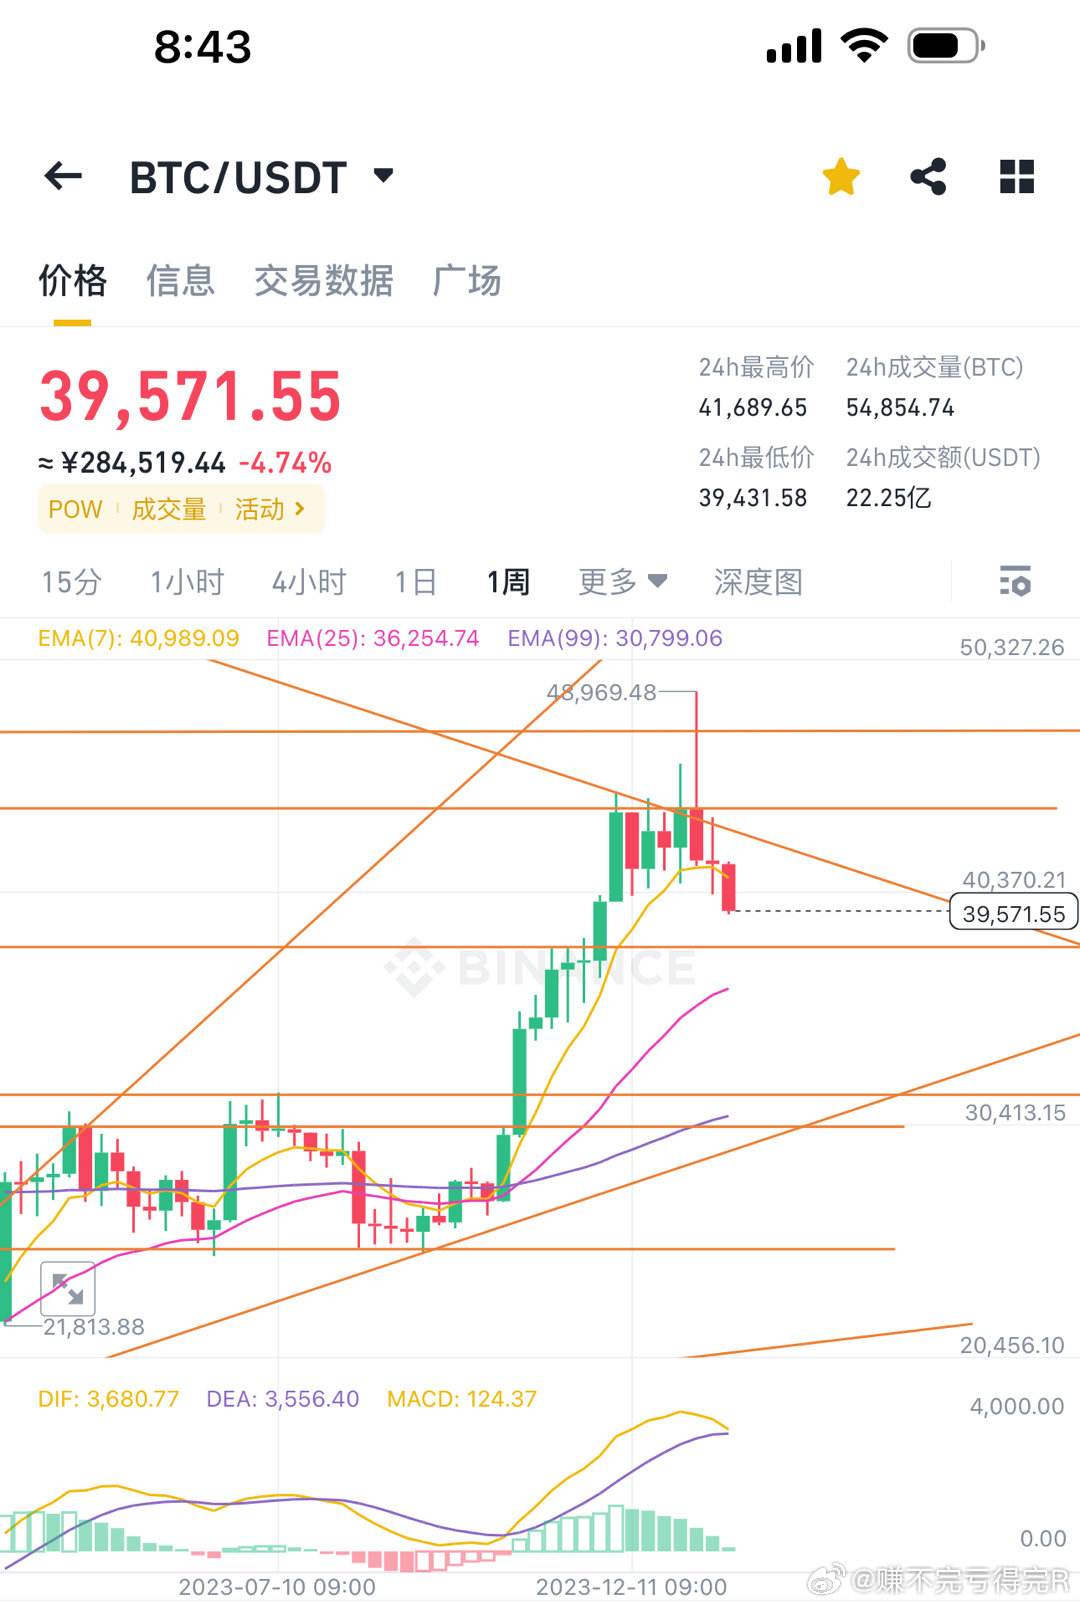 8:43
BTC/USDT
价格 信息 交易数据 广场
39,571.55
≈ ¥284,519.44 -4.74%
POW 成交量 活动
24h最高价 24h成交量(BTC)
41,689.65 54,854.74
24h最低价 24h成交额(USDT)
39,431.58 22.25亿
15分 1小时 4小时 1日 1周 更多 深度图
EMA(7): 40,989.09 EMA(25): 36,254.74 EMA(99): 30,799.06
50,327.26
48,969.48
40,370.21
39,571.55
BINANCE
30,413.15
21,813.88
20,456.10
DIF: 3,680.77 DEA: 3,556.40 MACD: 124.37
4,000.00
0.00
2023-07-10 09:00 2023-12-11 09:00
@赚不完亏得完R